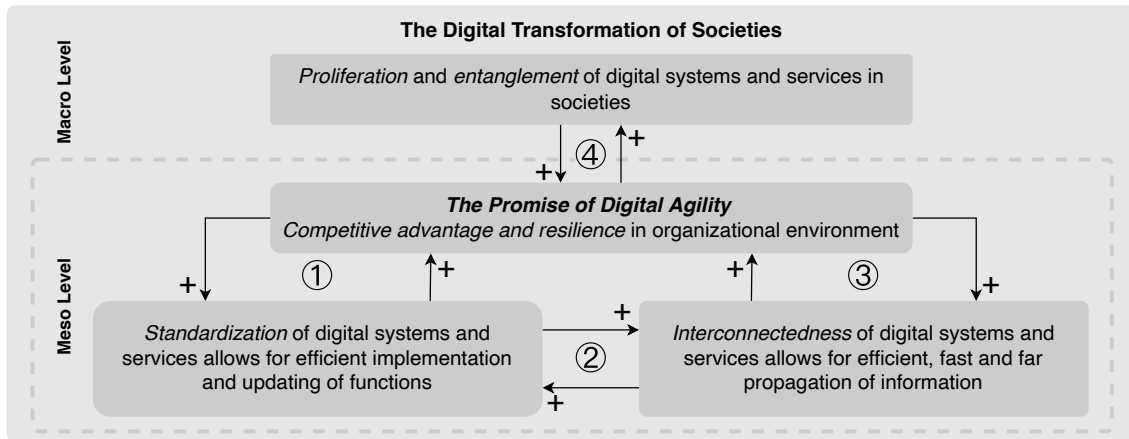 The Digital Transformation of Societies
Macro Level
Proliferation and entanglement of digital systems and services in
societies
+
④
+
The Promise of Digital Agility
Competitive advantage and resilience in organizational environment
Meso Level
+
①
+
+
③
+
Standardization of digital systems and
services allows for efficient implementation
and updating of functions
+
②
+
Interconnectedness of digital systems and
services allows for efficient, fast and far
propagation of information